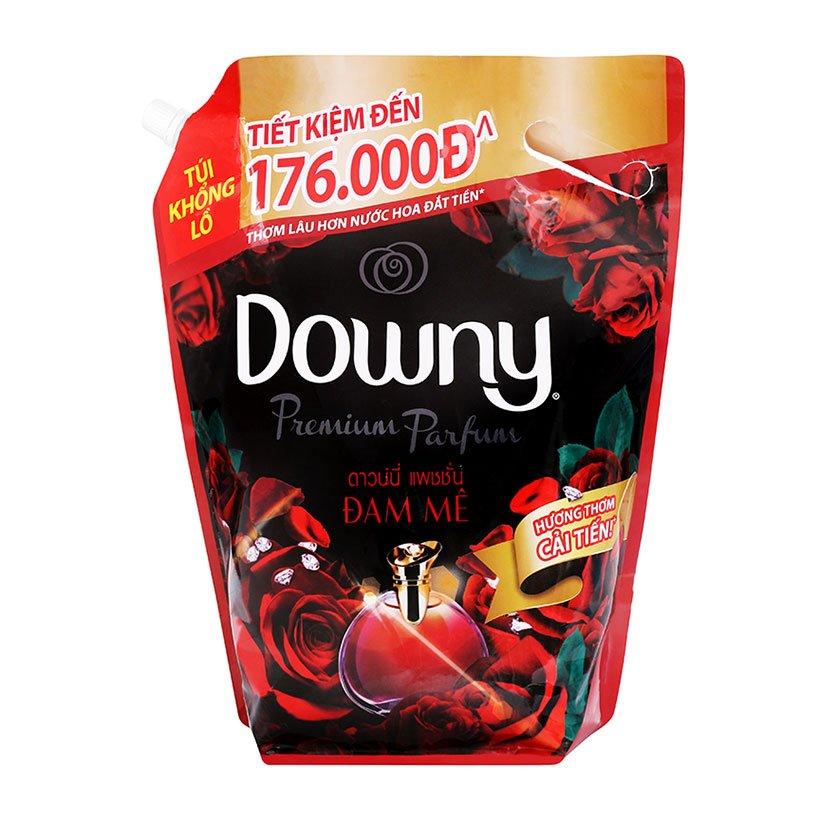 TIẾT KIỆM ĐẾN
176.000Đ^
TÚI
KHỔNG
LỒ
THƠM LÂU HƠN NƯỚC HOA ĐẮT TIỀN*
Downy®
Premium Parfum
ดาวน์นี่ แพชชั่น
ĐAM MÊ
HƯƠNG THƠM
CẢI TIẾN!*